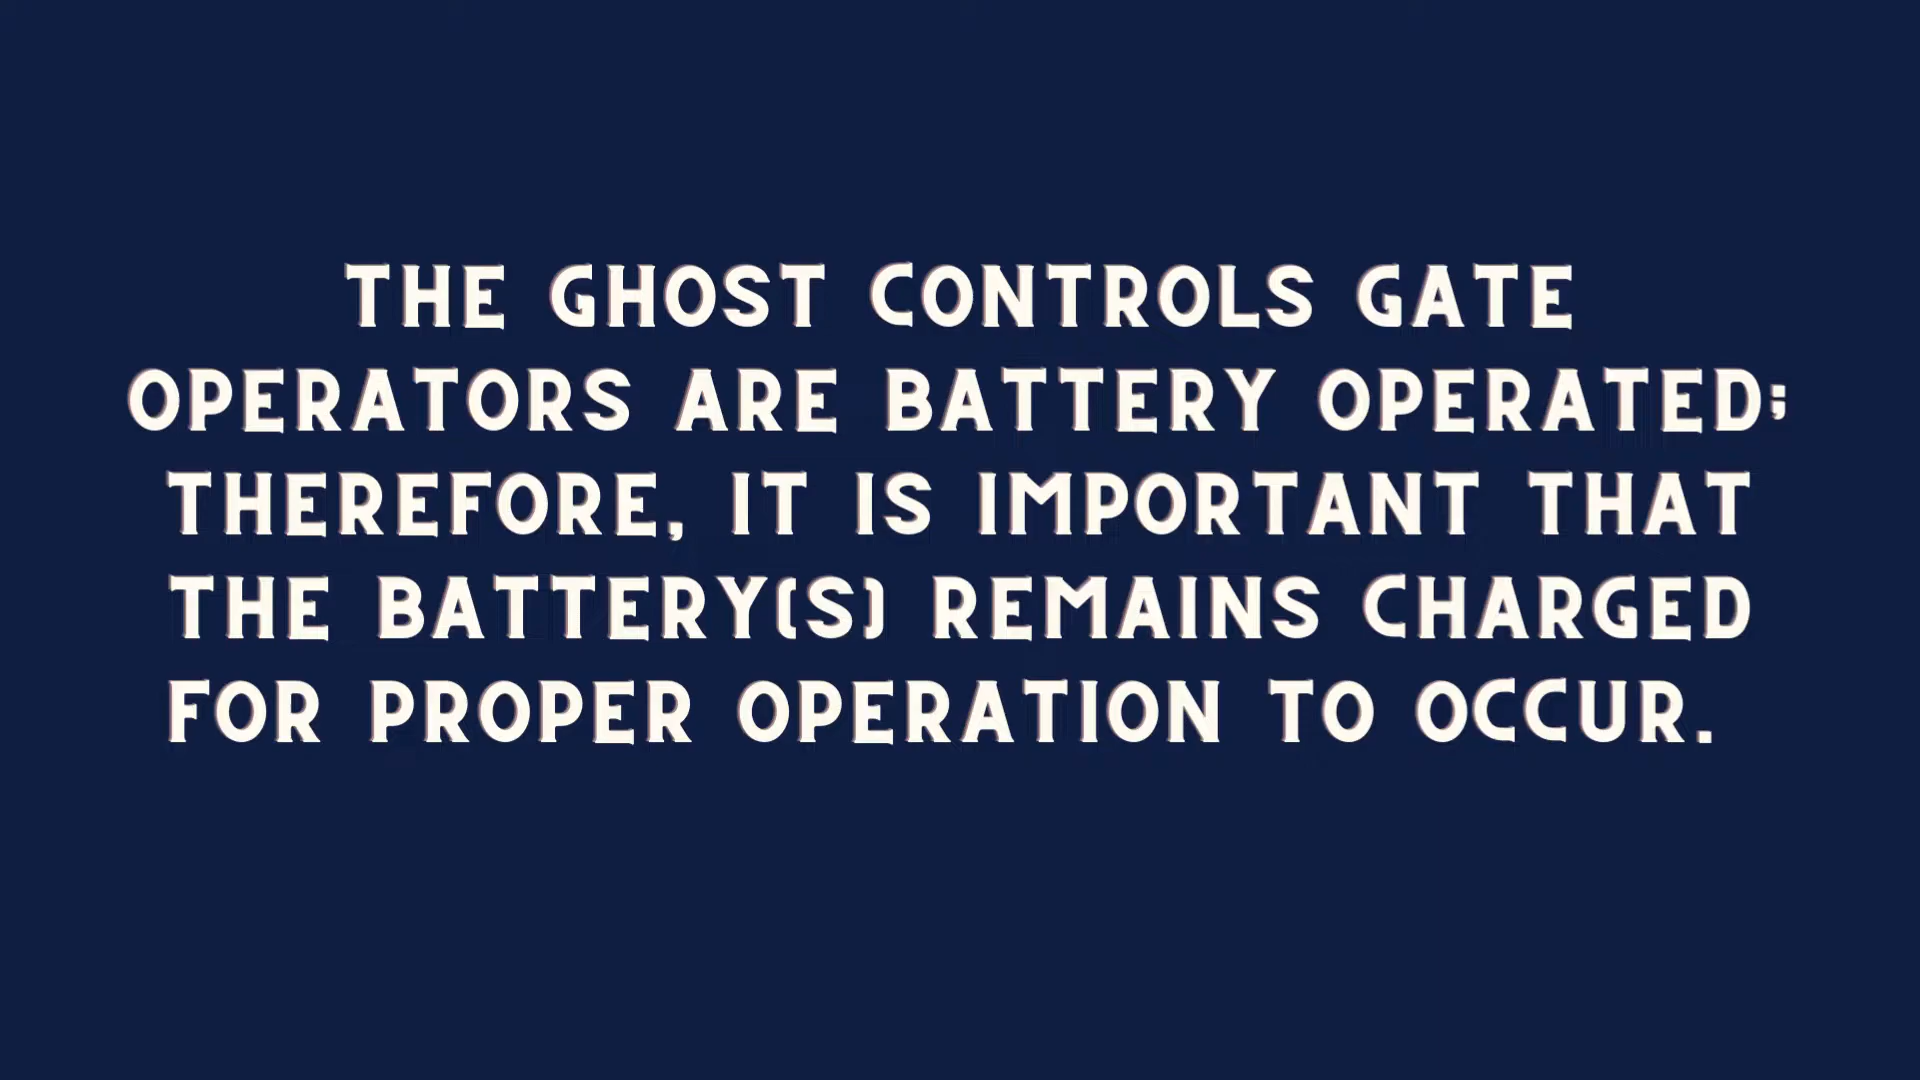 THE GHOST CONTROLS GATE
OPERATORS ARE BATTERY OPERATED;
THEREFORE, IT IS IMPORTANT THAT
THE BATTERY(S) REMAINS CHARGED
FOR PROPER OPERATION TO OCCUR.